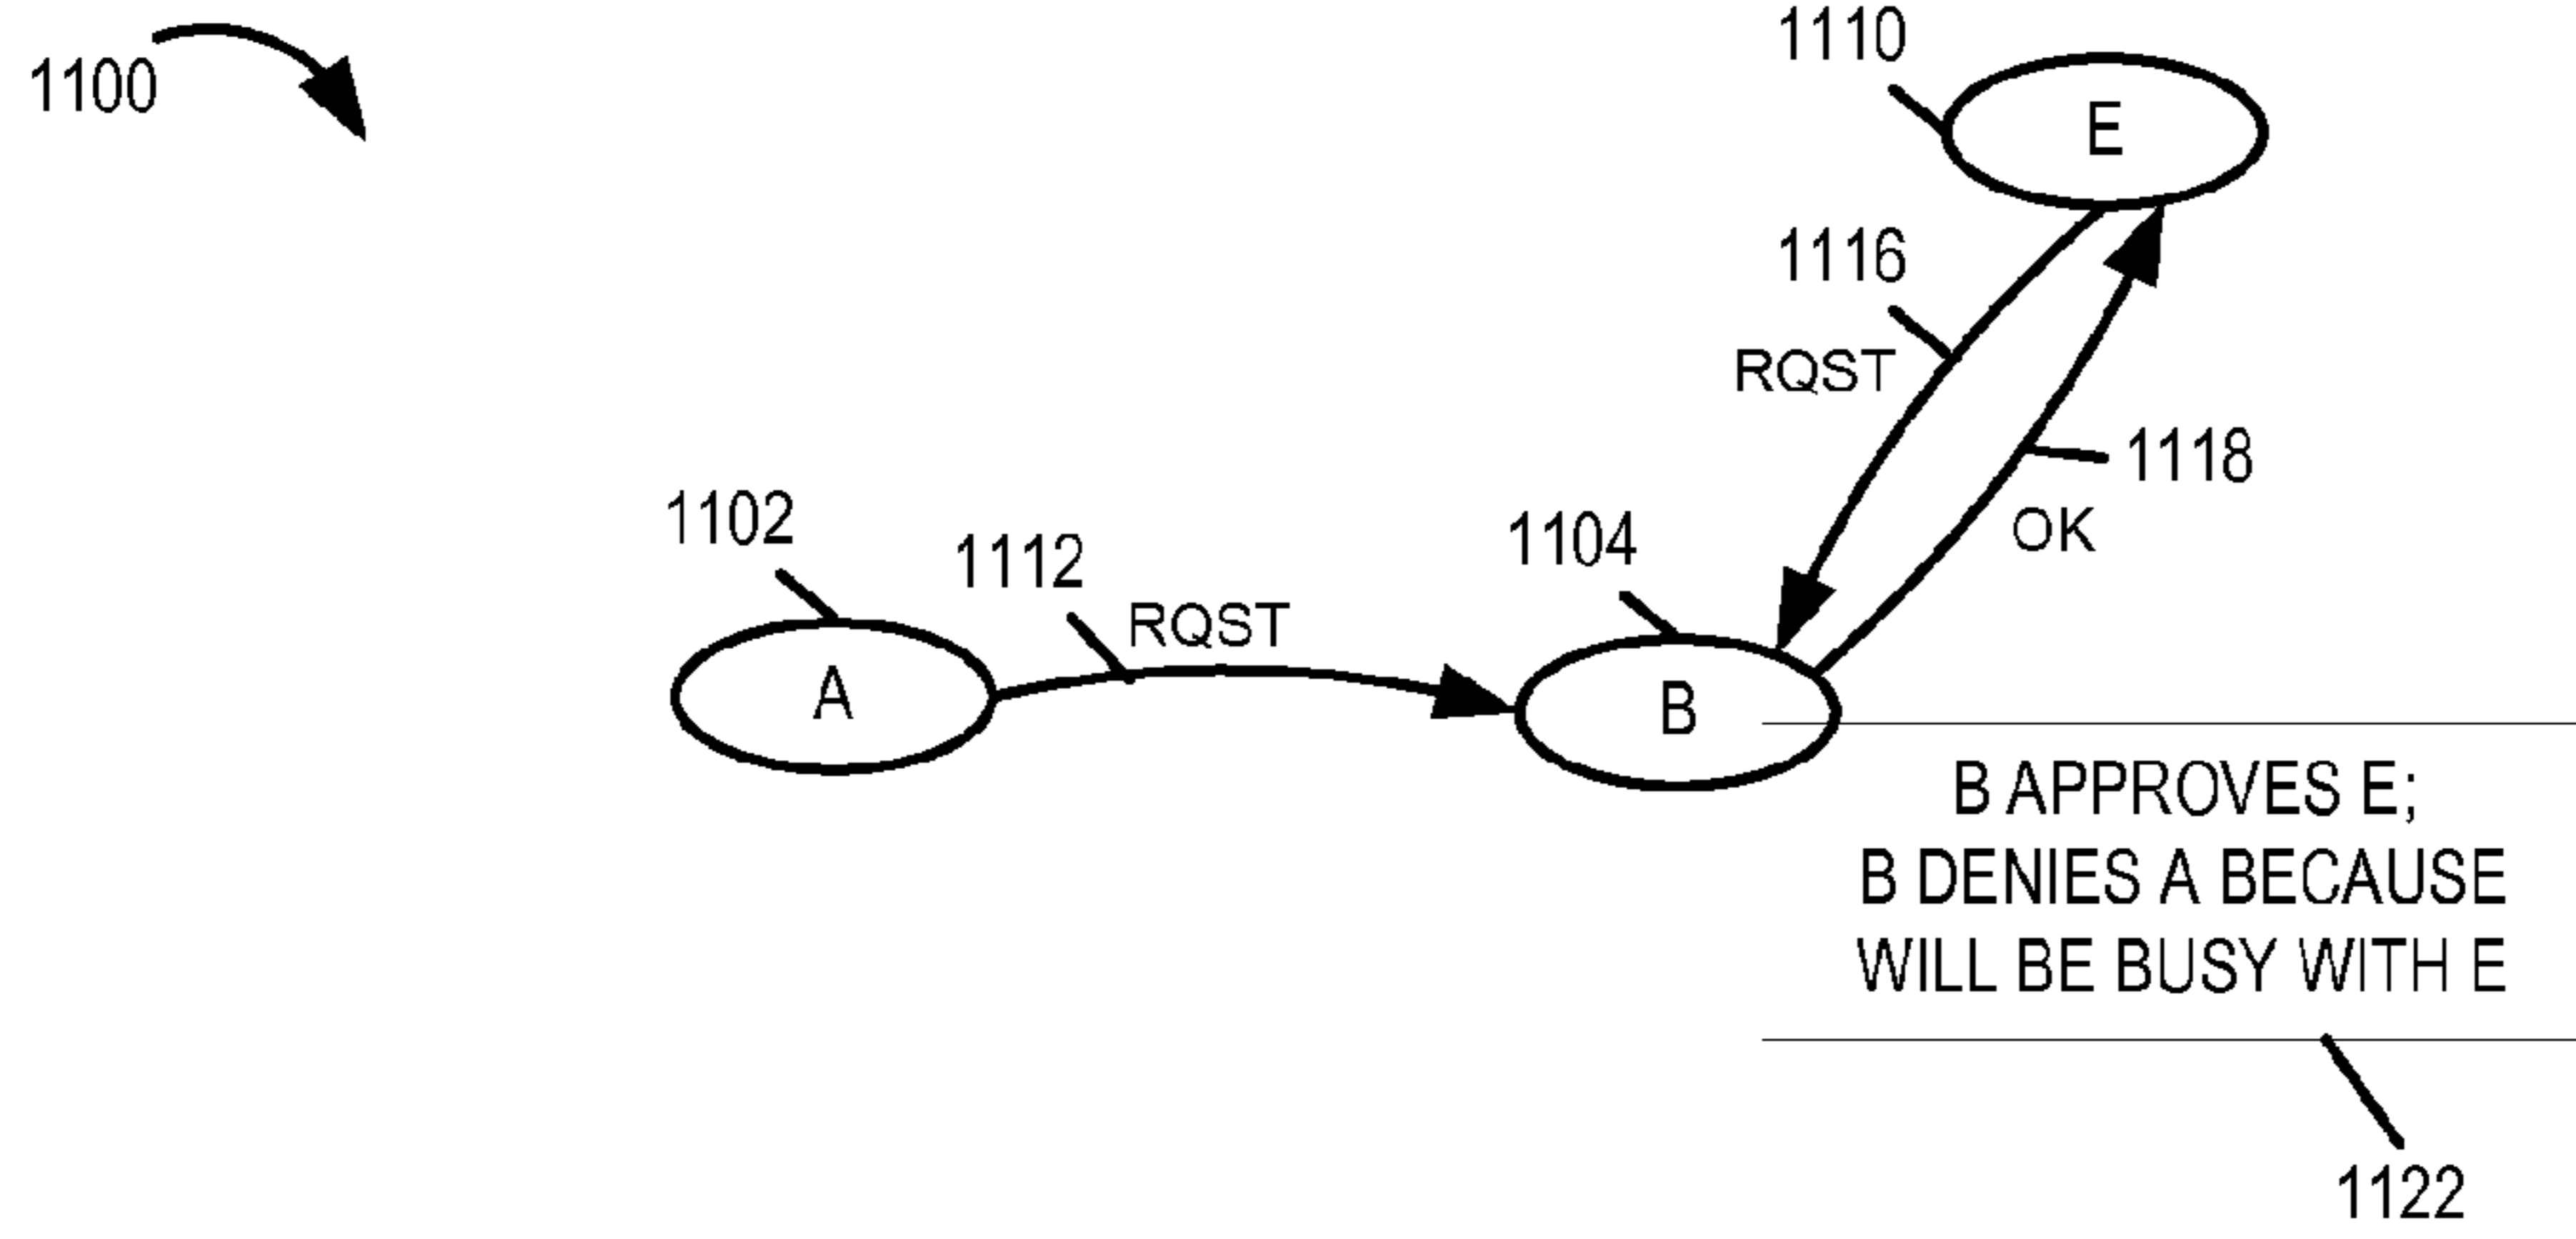 1110
1100
E
1116
RQST
1118
OK
1102
1112
RQST
1104
A
B
B APPROVES E;
B DENIES A BECAUSE
WILL BE BUSY WITH E
1122